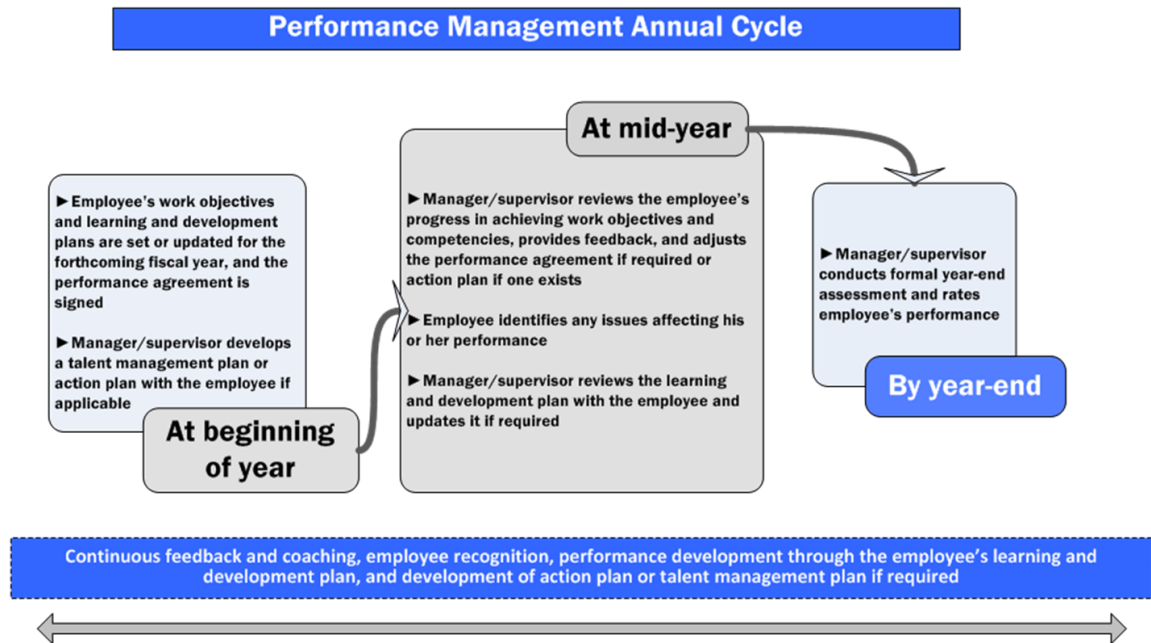 Performance Management Annual Cycle
►Employee's work objectives
and learning and development
plans are set or updated for the
forthcoming fiscal year, and the
performance agreement is
signed
►Manager/supervisor develops
a talent management plan or
action plan with the employee if
applicable
At beginning
of year
At mid-year
►Manager/supervisor reviews the employee's
progress in achieving work objectives and
competencies, provides feedback, and adjusts
the performance agreement if required or
action plan if one exists
►Employee identifies any issues affecting his
or her performance
►Manager/supervisor reviews the learning
and development plan with the employee and
updates it if required
►Manager/supervisor
conducts formal year-end
assessment and rates
employee's performance
By year-end
Continuous feedback and coaching, employee recognition, performance development through the employee's learning and
development plan, and development of action plan or talent management plan if required